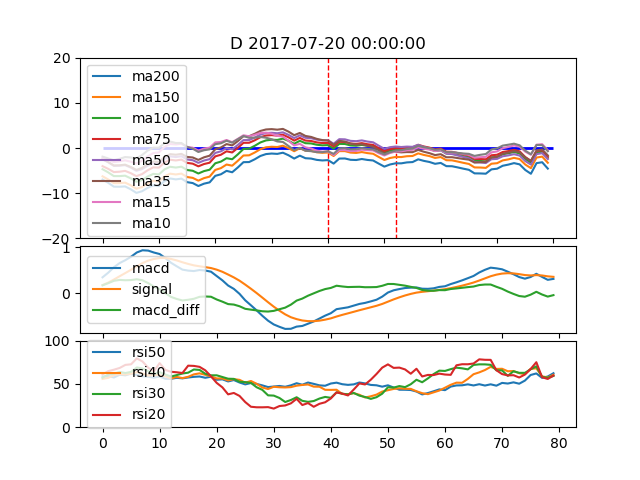 D 2017-07-20 00:00:00
20
10
0
−10
−20
ma200
ma150
ma100
ma75
ma50
ma35
ma15
ma10
1
0
macd
signal
macd_diff
100
50
0
rsi50
rsi40
rsi30
rsi20
0 10 20 30 40 50 60 70 80